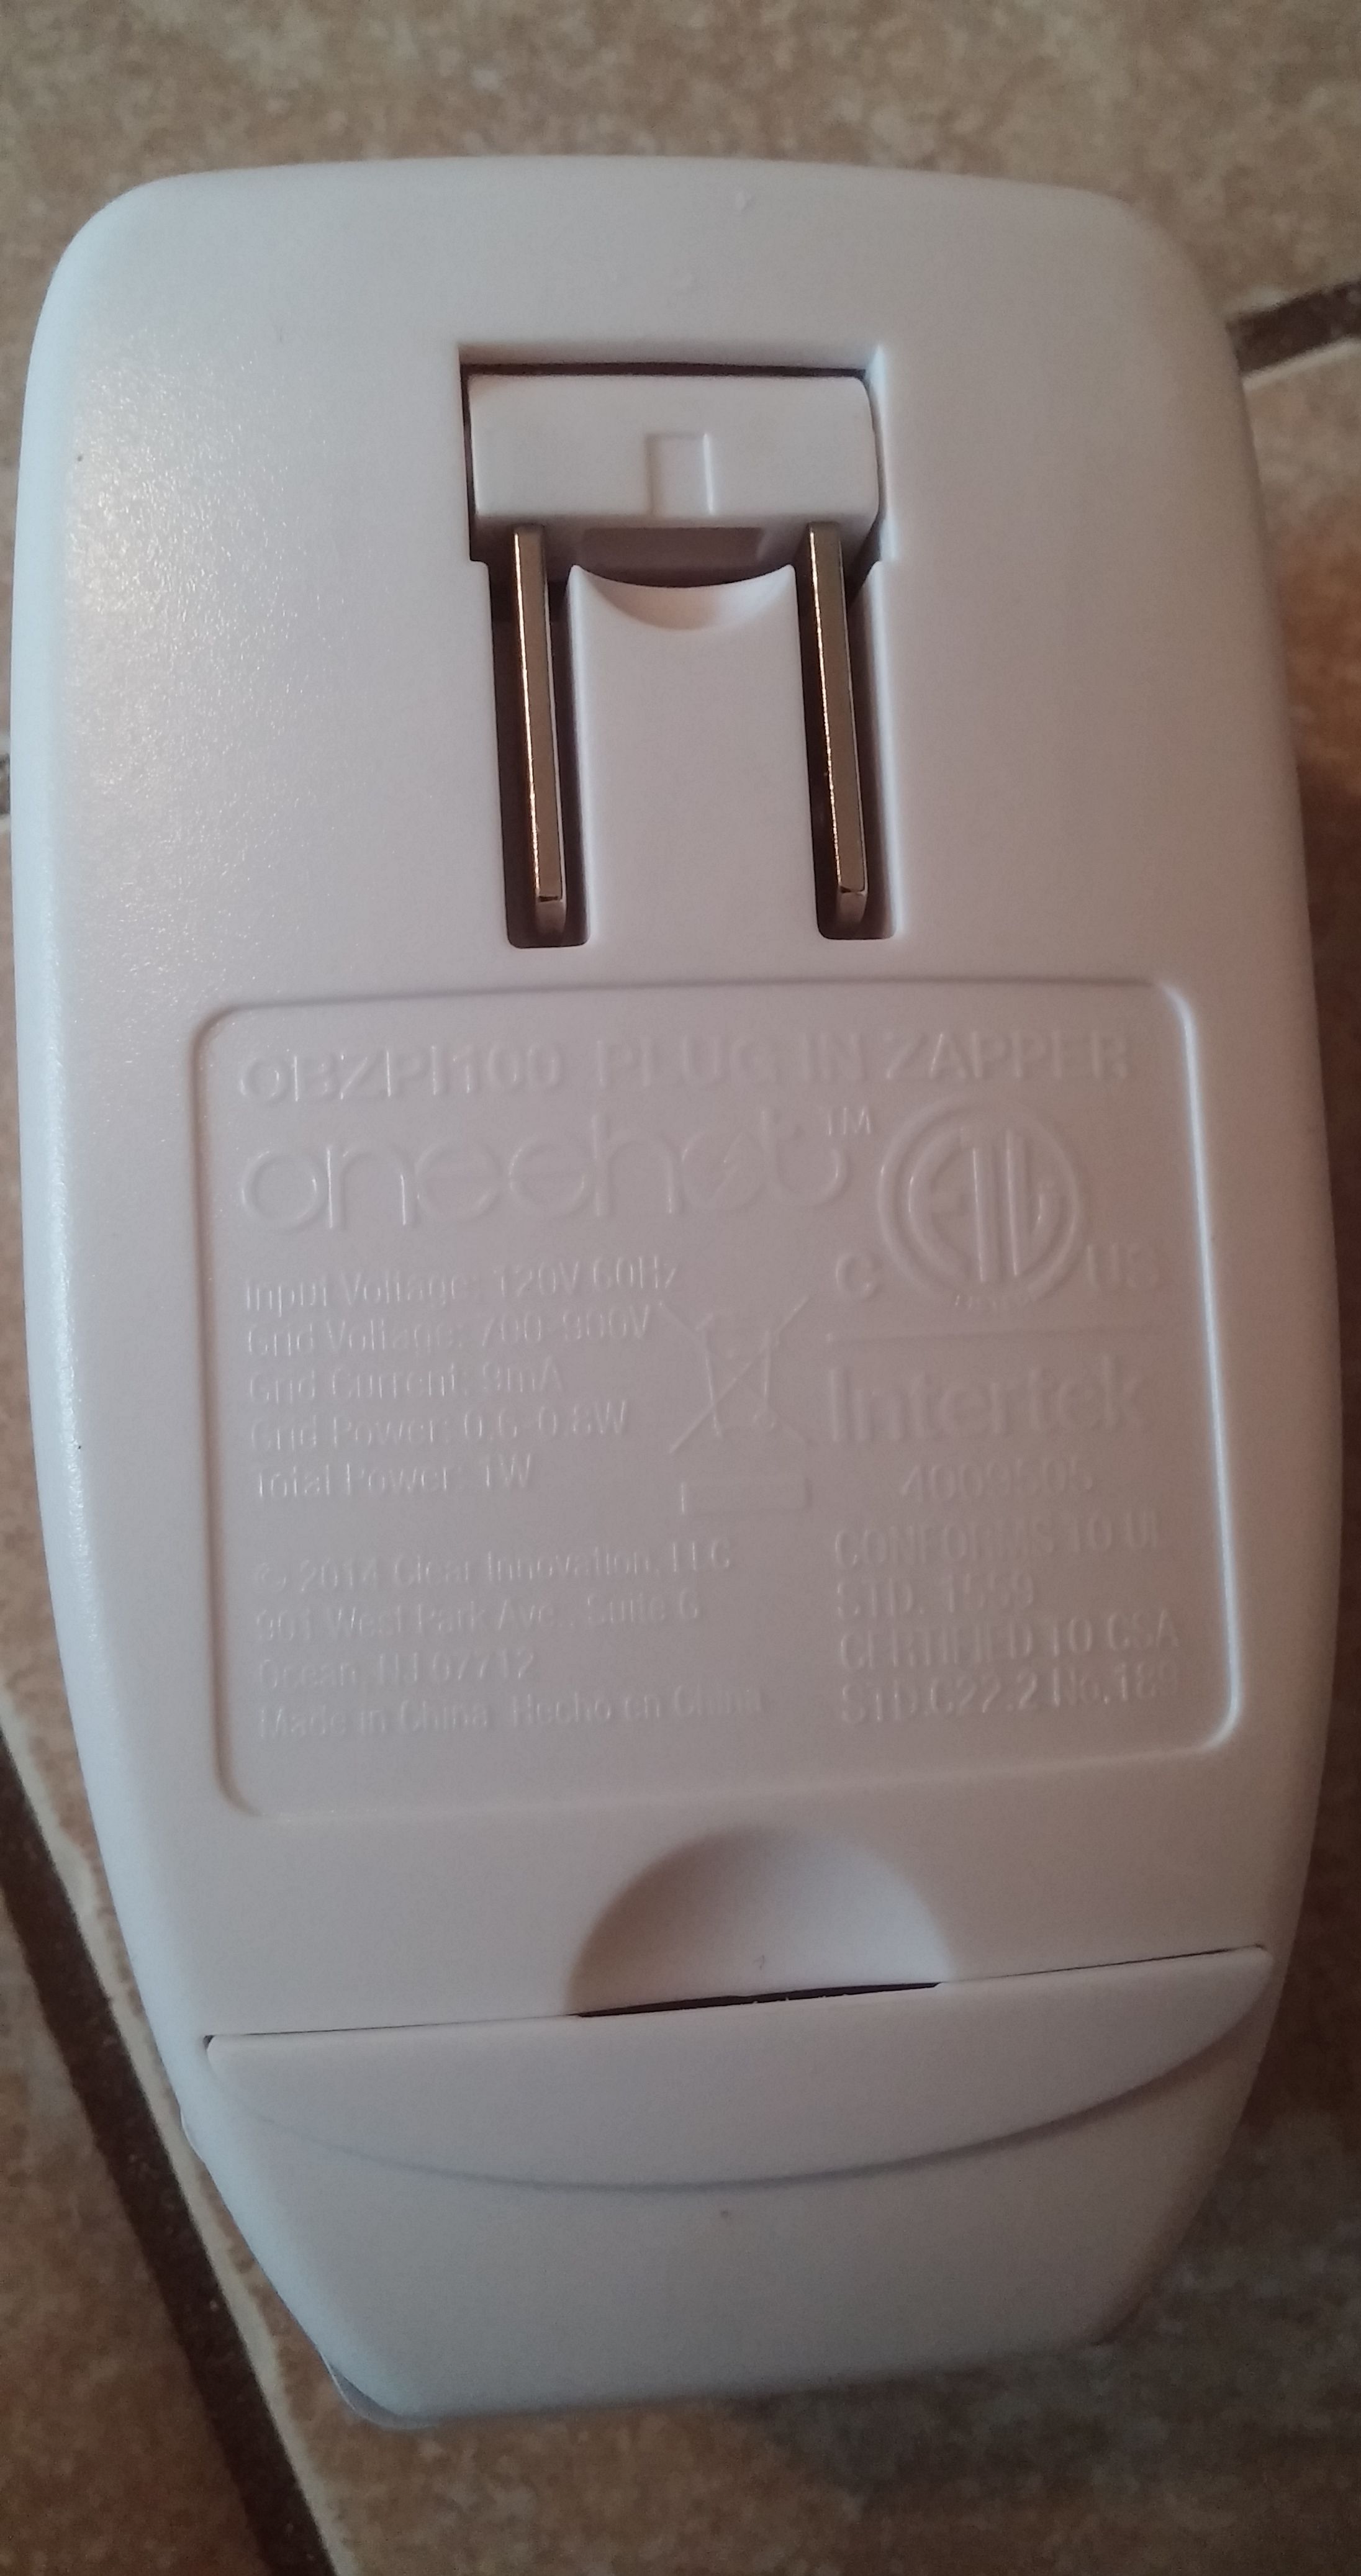 OBZPI100 PLUG IN ZAPPER
oneshot™
ETL
C US
LISTED
Intertek
4009505
CONFORMS TO UL
STD. 1559
CERTIFIED TO CSA
STD.C22.2 No.189
Input Voltage: 120V 60Hz
Grid Voltage: 700-900V
Grid Current: 9mA
Grid Power: 0.6-0.8W
Total Power: 1W
© 2014 Clear Innovation, LLC
901 West Park Ave., Suite G
Ocean, NJ 07712
Made in China Hecho en China